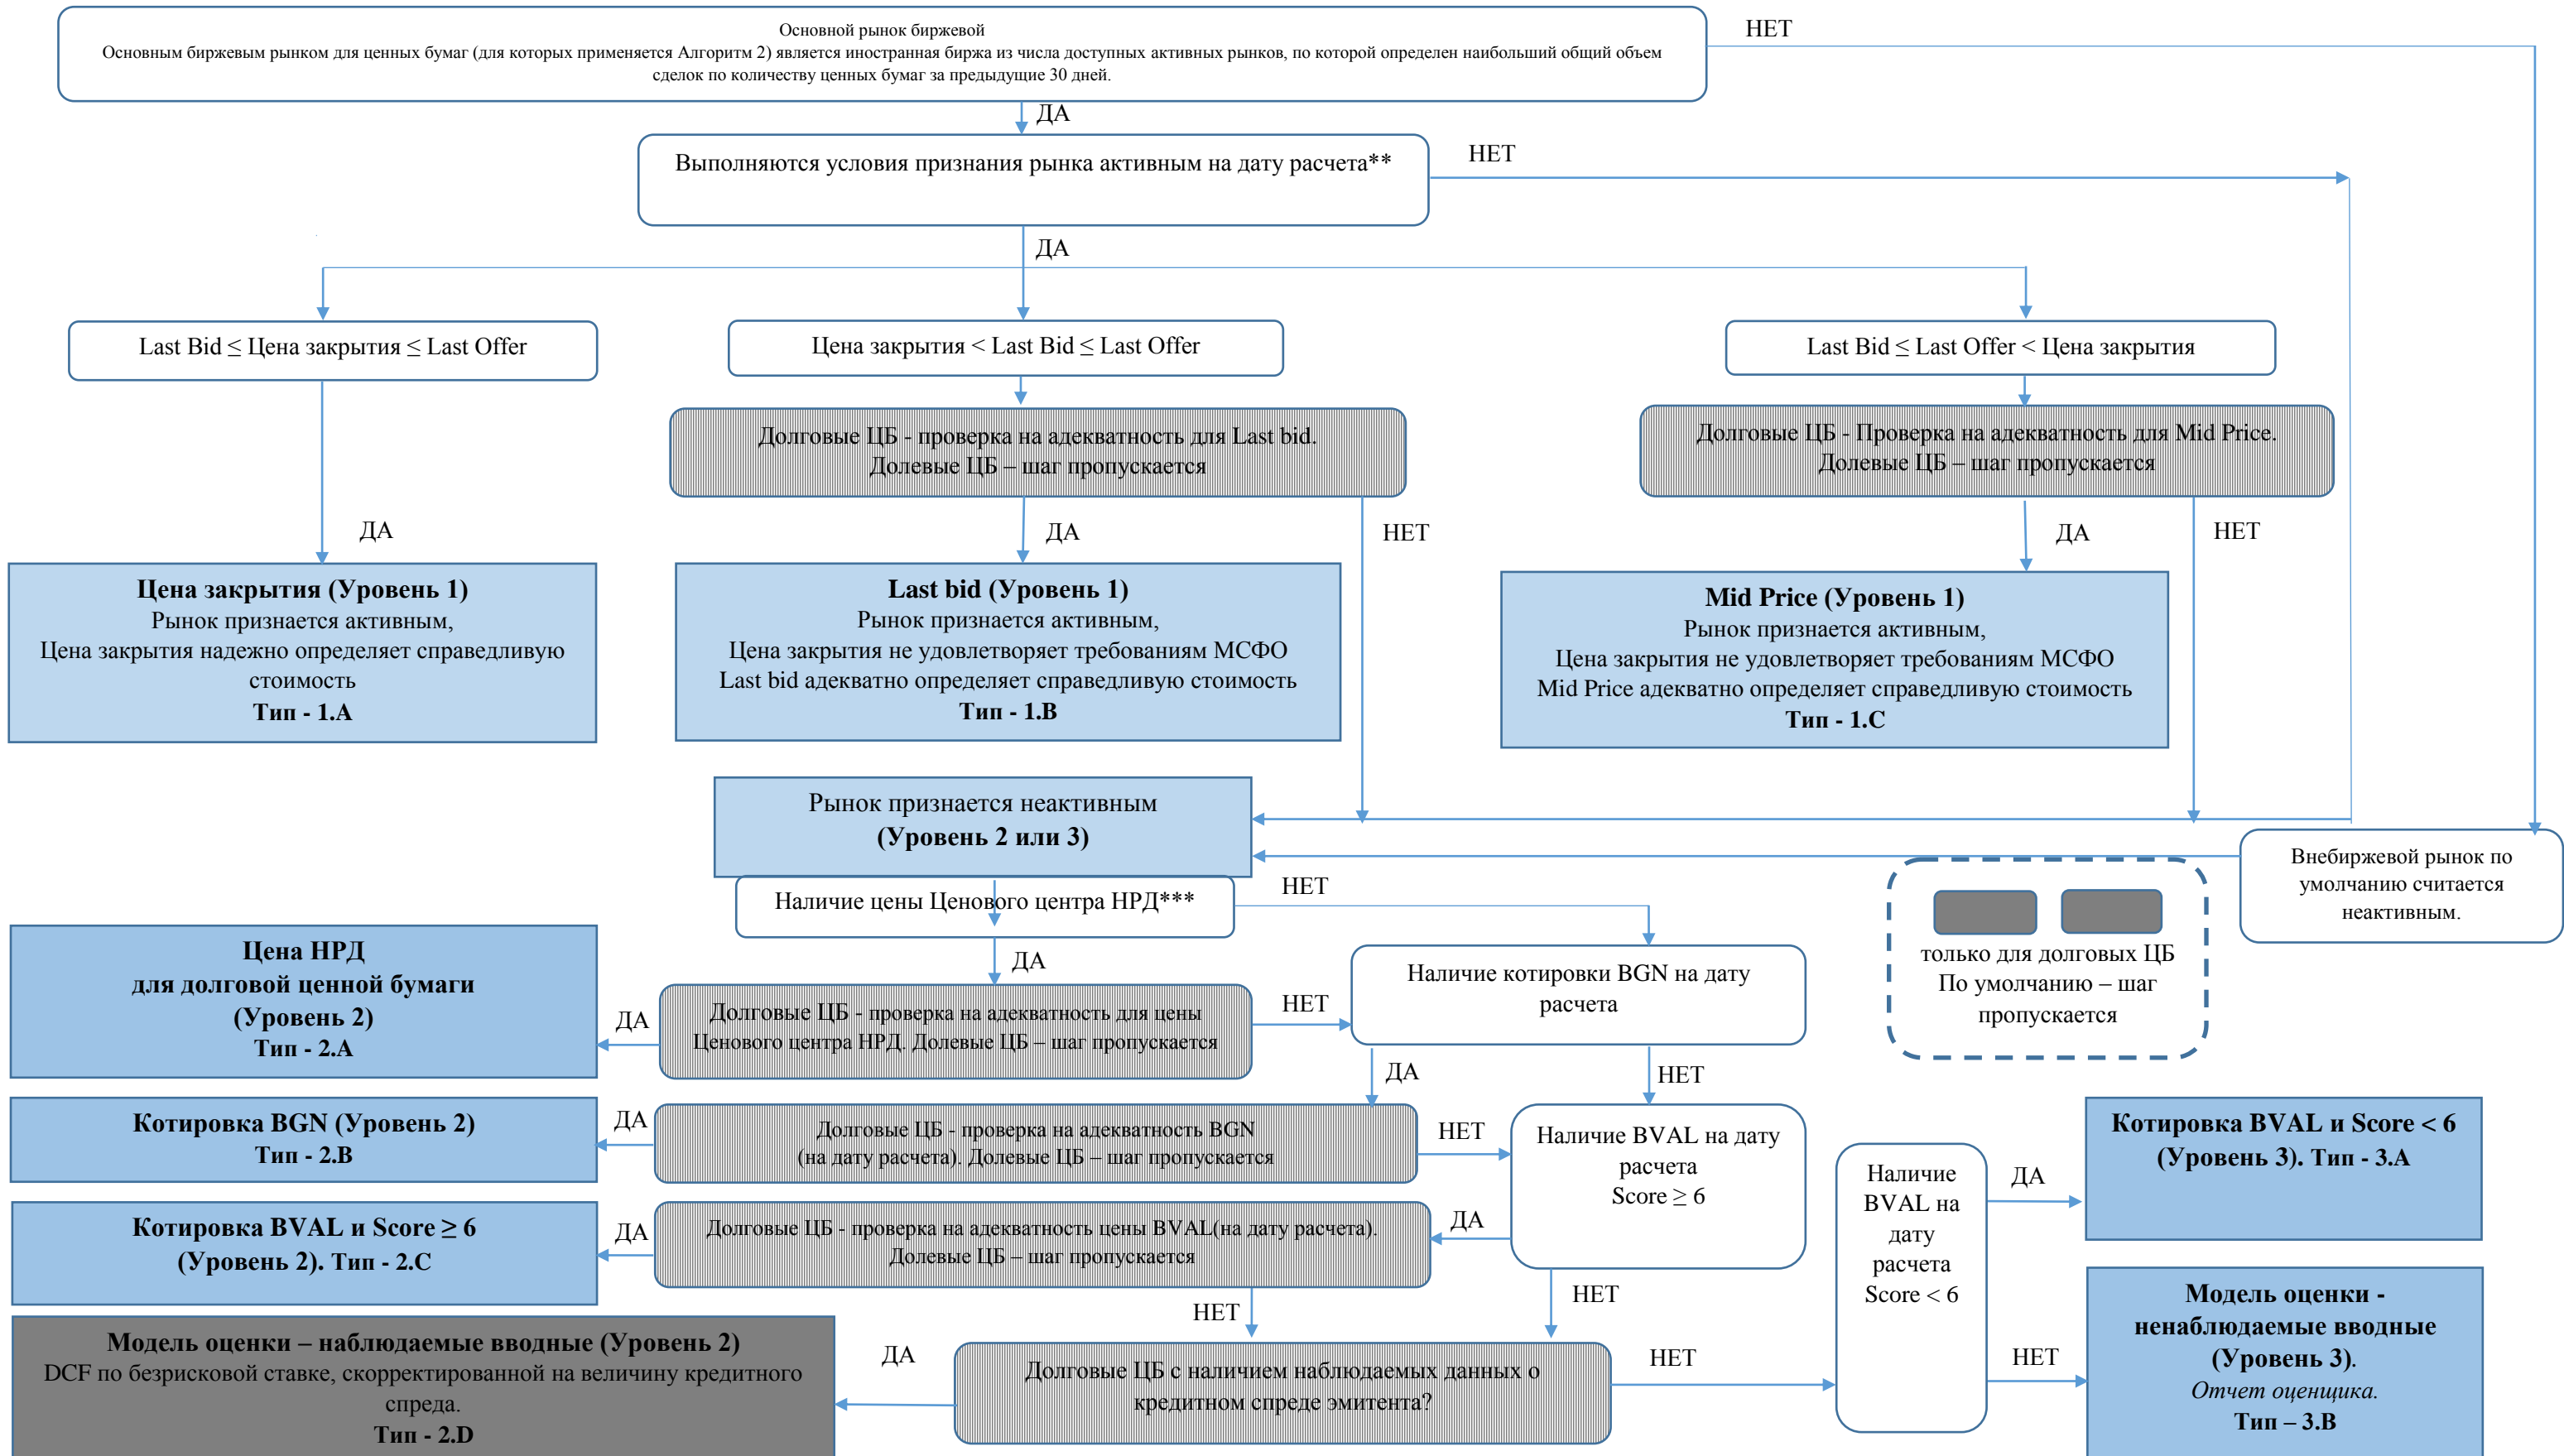 Основной рынок биржевой
Основным биржевым рынком для ценных бумаг (для которых применяется Алгоритм 2) является иностранная биржа из числа доступных активных рынков, по которой определен наибольший общий объем
сделок по количеству ценных бумаг за предыдущие 30 дней.
НЕТ
ДА
Выполняются условия признания рынка активным на дату расчета**
НЕТ
ДА
Last Bid ≤ Цена закрытия ≤ Last Offer
Цена закрытия < Last Bid ≤ Last Offer
Last Bid ≤ Last Offer < Цена закрытия
Долговые ЦБ - проверка на адекватность для Last bid.
Долевые ЦБ – шаг пропускается
Долговые ЦБ - Проверка на адекватность для Mid Price.
Долевые ЦБ – шаг пропускается
ДА
ДА
НЕТ
ДА
НЕТ
Цена закрытия (Уровень 1)
Рынок признается активным,
Цена закрытия надежно определяет справедливую
стоимость
Тип - 1.A
Last bid (Уровень 1)
Рынок признается активным,
Цена закрытия не удовлетворяет требованиям МСФО
Last bid адекватно определяет справедливую стоимость
Тип - 1.B
Mid Price (Уровень 1)
Рынок признается активным,
Цена закрытия не удовлетворяет требованиям МСФО
Mid Price адекватно определяет справедливую стоимость
Тип - 1.C
Рынок признается неактивным
(Уровень 2 или 3)
Внебиржевой рынок по
умолчанию считается
неактивным.
Наличие цены Ценового центра НРД***
НЕТ
ДА
только для долговых ЦБ
По умолчанию – шаг
пропускается
Цена НРД
для долговой ценной бумаги
(Уровень 2)
Тип - 2.A
ДА
Долговые ЦБ - проверка на адекватность для цены
Ценового центра НРД. Долевые ЦБ – шаг пропускается
НЕТ
Наличие котировки BGN на дату
расчета
ДА
НЕТ
Котировка BGN (Уровень 2)
Тип - 2.B
ДА
Долговые ЦБ - проверка на адекватность BGN
(на дату расчета). Долевые ЦБ – шаг пропускается
НЕТ
Наличие BVAL на дату
расчета
Score ≥ 6
Котировка BVAL и Score ≥ 6
(Уровень 2). Тип - 2.C
ДА
Долговые ЦБ - проверка на адекватность цены BVAL(на дату расчета).
Долевые ЦБ – шаг пропускается
ДА
НЕТ
НЕТ
Наличие
BVAL на
дату
расчета
Score < 6
ДА
Котировка BVAL и Score < 6
(Уровень 3). Тип - 3.A
Модель оценки – наблюдаемые вводные (Уровень 2)
DCF по безрисковой ставке, скорректированной на величину кредитного
спреда.
Тип - 2.D
ДА
Долговые ЦБ с наличием наблюдаемых данных о
кредитном спреде эмитента?
НЕТ
НЕТ
Модель оценки -
ненаблюдаемые вводные
(Уровень 3).
Отчет оценщика.
Тип – 3.B